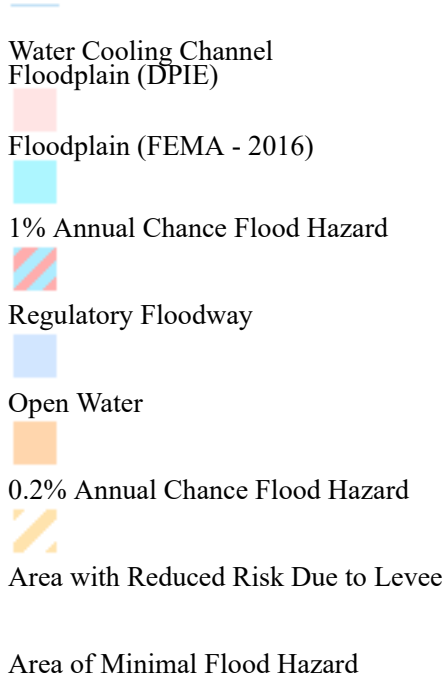 Water Cooling Channel
Floodplain (DPIE)
Floodplain (FEMA - 2016)
1% Annual Chance Flood Hazard
Regulatory Floodway
Open Water
0.2% Annual Chance Flood Hazard
Area with Reduced Risk Due to Levee
Area of Minimal Flood Hazard